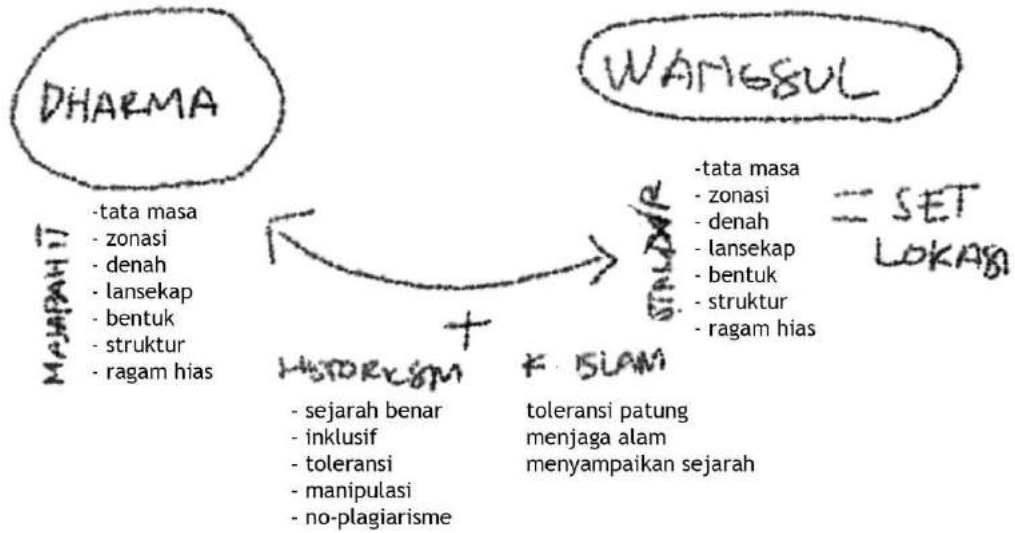 DHARMA
MAJAPAHIT
-tata masa
- zonasi
- denah
- lansekap
- bentuk
- struktur
- ragam hias
WANGSUL
-tata masa
- zonasi
- denah
- lansekap
- bentuk
- struktur
- ragam hias
= SET
LOKASI
+
HISTORKISM
- sejarah benar
- inklusif
- toleransi
- manipulasi
- no-plagiarisme
ISLAM
toleransi patung
menjaga alam
menyampaikan sejarah